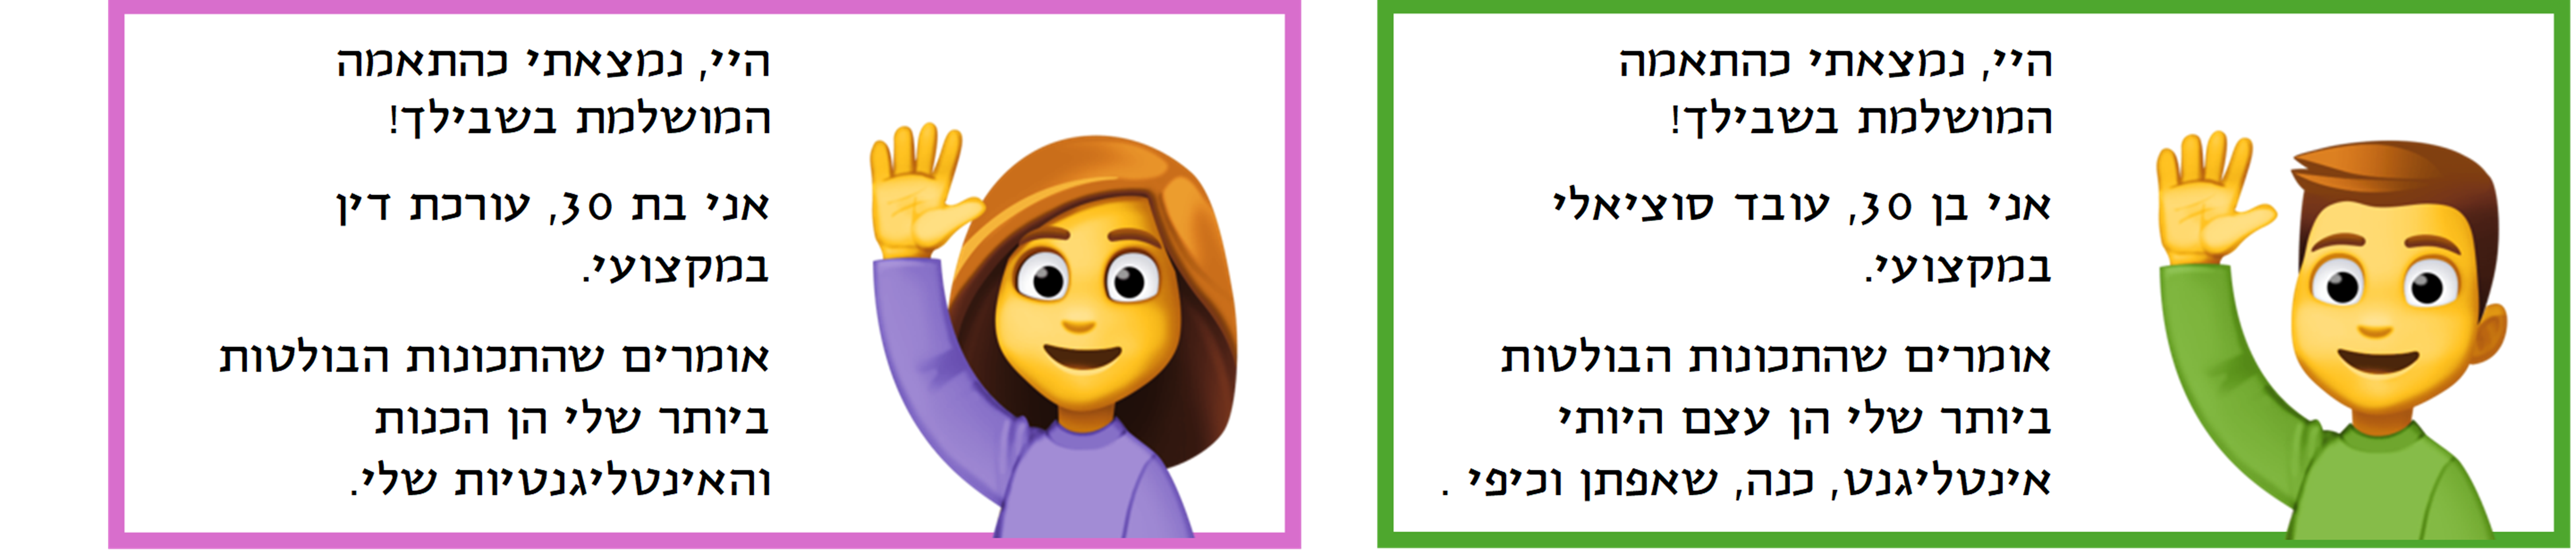 היי, נמצאתי כהתאמה
המושלמת בשבילך!
אני בן 30, עובד סוציאלי
במקצועי.
אומרים שהתכונות הבולטות
ביותר שלי הן עצם היותי
אינטליגנט, כנה, שאפתן וכיפי .
היי, נמצאתי כהתאמה
המושלמת בשבילך!
אני בת 30, עורכת דין
במקצועי.
אומרים שהתכונות הבולטות
ביותר שלי הן הכנות
והאינטליגנטיות שלי.